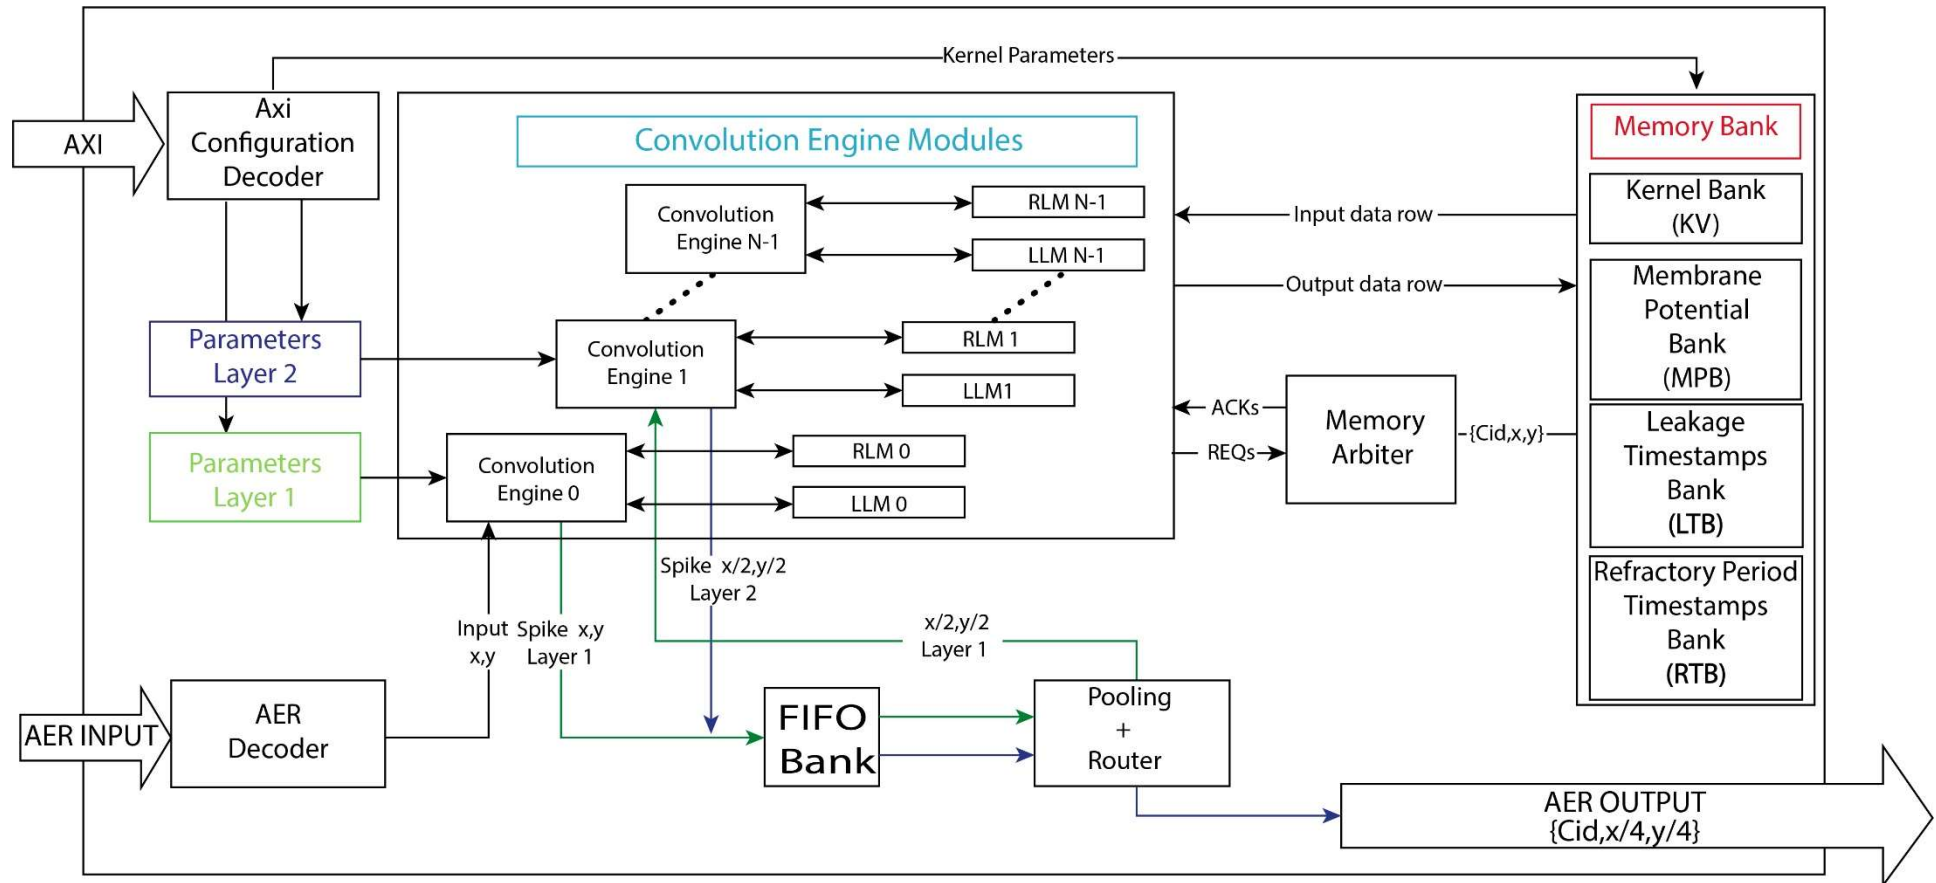 Kernel Parameters
AXI
Axi
Configuration
Decoder
Convolution Engine Modules
Memory Bank
Kernel Bank
(KV)
Membrane
Potential
Bank
(MPB)
Leakage
Timestamps
Bank
(LTB)
Refractory Period
Timestamps
Bank
(RTB)
Convolution
Engine N-1
RLM N-1
LLM N-1
Input data row
Output data row
Parameters
Layer 2
Convolution
Engine 1
RLM 1
LLM1
Parameters
Layer 1
Convolution
Engine 0
RLM 0
LLM 0
ACKs
REQs
Memory
Arbiter
{Cid,x,y}
Spike x/2,y/2
Layer 2
Input
x,y
Spike x,y
Layer 1
x/2,y/2
Layer 1
AER INPUT
AER
Decoder
FIFO
Bank
Pooling
+
Router
AER OUTPUT
{Cid,x/4,y/4}